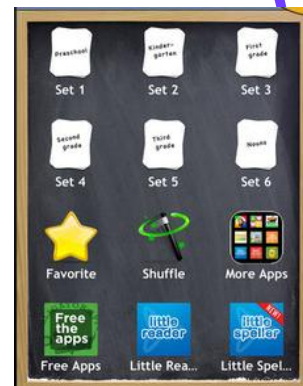 Preschool
Kinder-
garten
First
grade
Set 1
Set 2
Set 3
Second
grade
Third
grade
Nouns
Set 4
Set 5
Set 6
Favorite
Shuffle
More Apps
Free
the
apps
little
reader
NEW!
little
speller
Free Apps
Little Rea...
Little Spel...